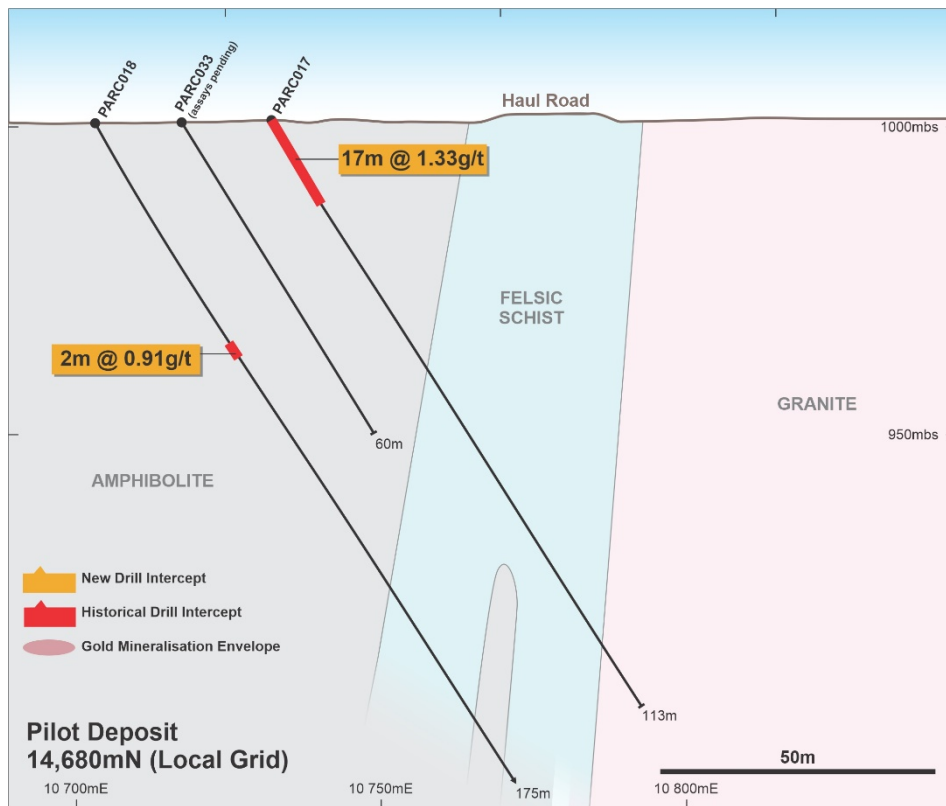 PARC018
PARC033
(assays pending)
PARC017
Haul Road
1000mbs
17m @ 1.33g/t
FELSIC
SCHIST
2m @ 0.91g/t
GRANITE
950mbs
60m
AMPHIBOLITE
New Drill Intercept
Historical Drill Intercept
Gold Mineralisation Envelope
113m
Pilot Deposit
14,680mN (Local Grid)
50m
10 700mE
10 750mE
175m
10 800mE